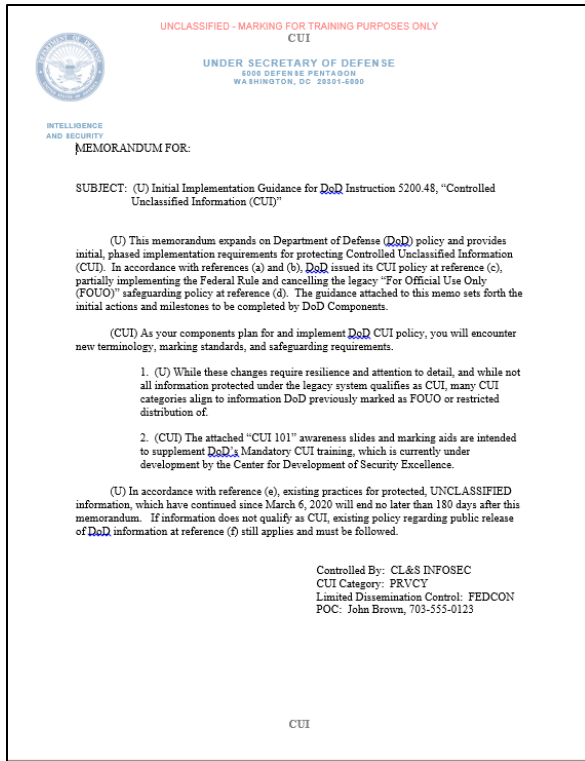 UNCLASSIFIED - MARKING FOR TRAINING PURPOSES ONLY
CUI
UNDER SECRETARY OF DEFENSE
5000 DEFENSE PENTAGON
WASHINGTON, DC 20301-5000
INTELLIGENCE
AND SECURITY
MEMORANDUM FOR:
SUBJECT: (U) Initial Implementation Guidance for DoD Instruction 5200.48, “Controlled
Unclassified Information (CUI)”
(U) This memorandum expands on Department of Defense (DoD) policy and provides
initial, phased implementation requirements for protecting Controlled Unclassified Information
(CUI). In accordance with references (a) and (b), DoD issued its CUI policy at reference (c),
partially implementing the Federal Rule and cancelling the legacy “For Official Use Only
(FOUO)” safeguarding policy at reference (d). The guidance attached to this memo sets forth the
initial actions and milestones to be completed by DoD Components.
(CUI) As your components plan for and implement DoD CUI policy, you will encounter
new terminology, marking standards, and safeguarding requirements.
1. (U) While these changes require resilience and attention to detail, and while not
all information protected under the legacy system qualifies as CUI, many CUI
categories align to information DoD previously marked as FOUO or restricted
distribution of.
2. (CUI) The attached “CUI 101” awareness slides and marking aids are intended
to supplement DoD’s Mandatory CUI training, which is currently under
development by the Center for Development of Security Excellence.
(U) In accordance with reference (e), existing practices for protected, UNCLASSIFIED
information, which have continued since March 6, 2020 will end no later than 180 days after this
memorandum. If information does not qualify as CUI, existing policy regarding public release
of DoD information at reference (f) still applies and must be followed.
Controlled By: CL&S INFOSEC
CUI Category: PRVCY
Limited Dissemination Control: FEDCON
POC: John Brown, 703-555-0123
CUI